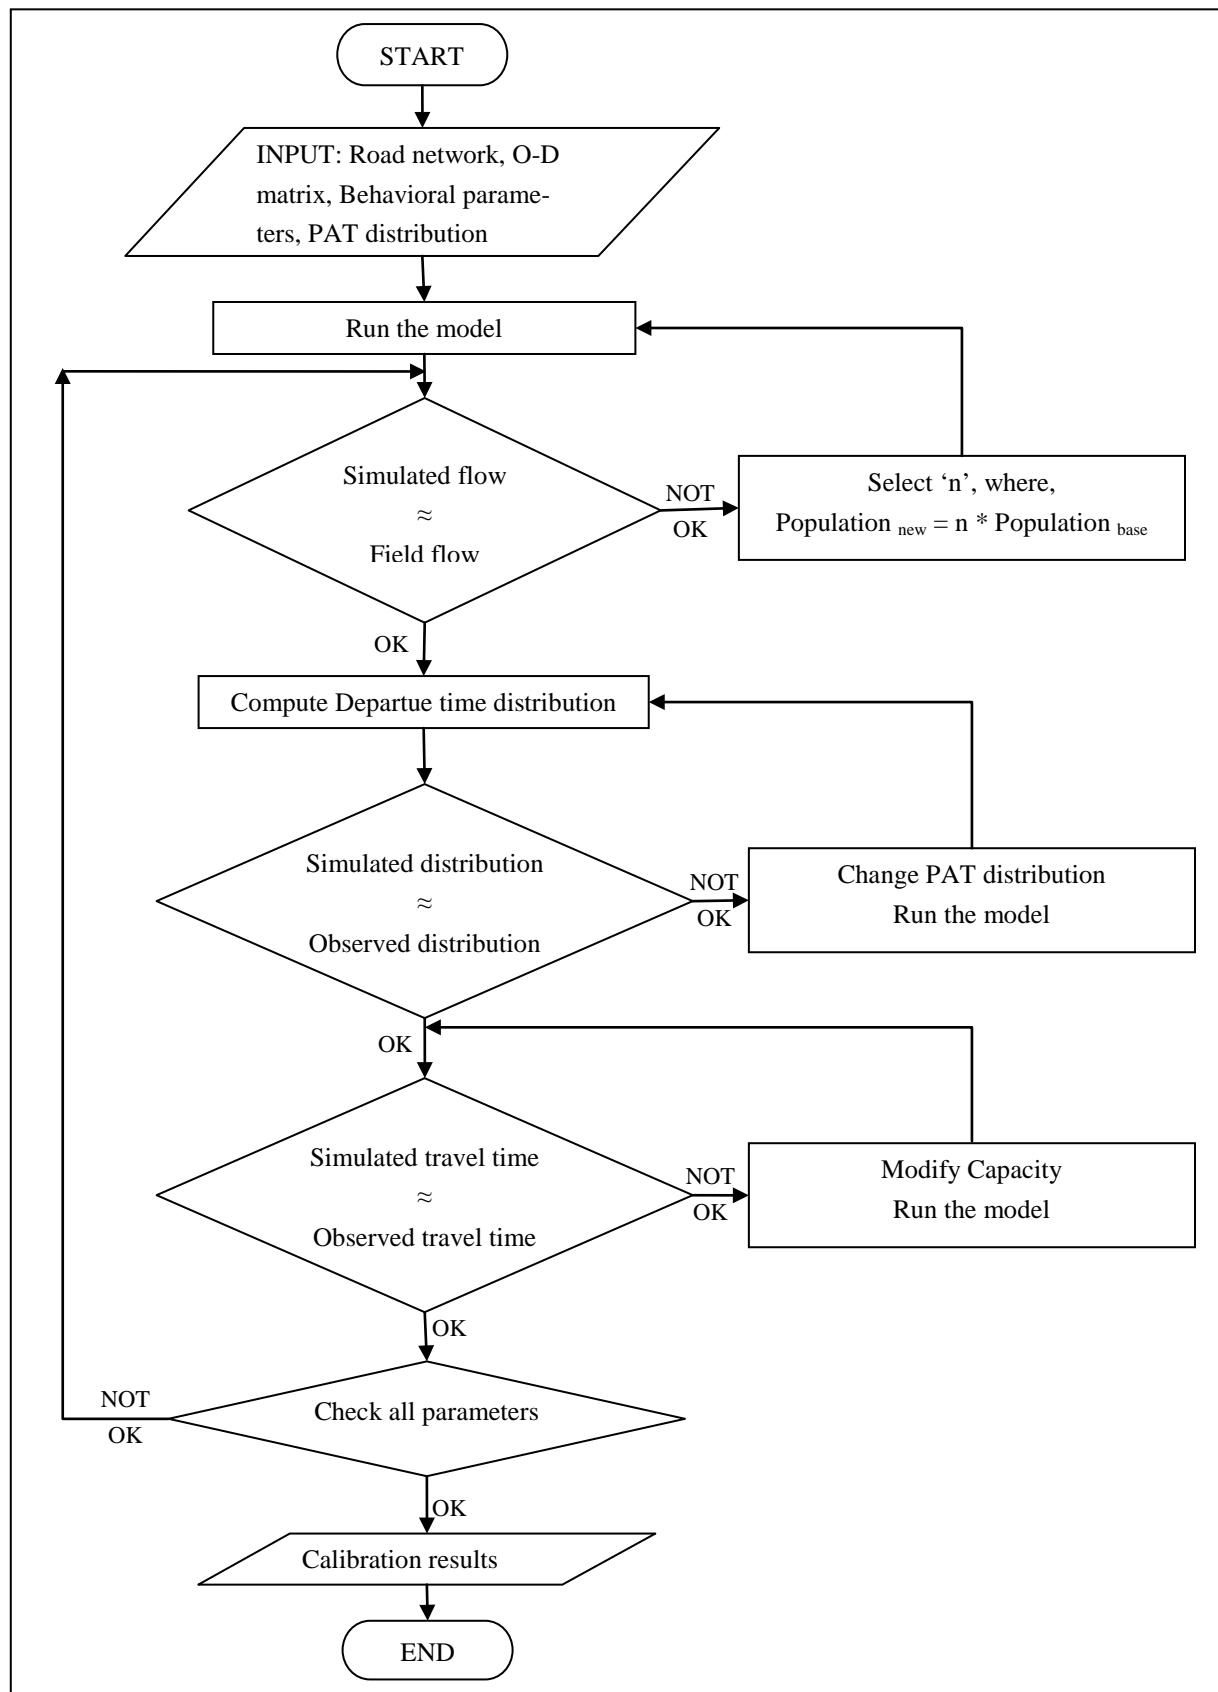 START
INPUT: Road network, O-D
matrix, Behavioral parame-
ters, PAT distribution
Run the model
Simulated flow
≈
Field flow
NOT
OK
Select ‘n’, where,
Population new = n * Population base
OK
Compute Departue time distribution
Simulated distribution
≈
Observed distribution
NOT
OK
Change PAT distribution
Run the model
OK
Simulated travel time
≈
Observed travel time
NOT
OK
Modify Capacity
Run the model
OK
NOT
OK
Check all parameters
OK
Calibration results
END